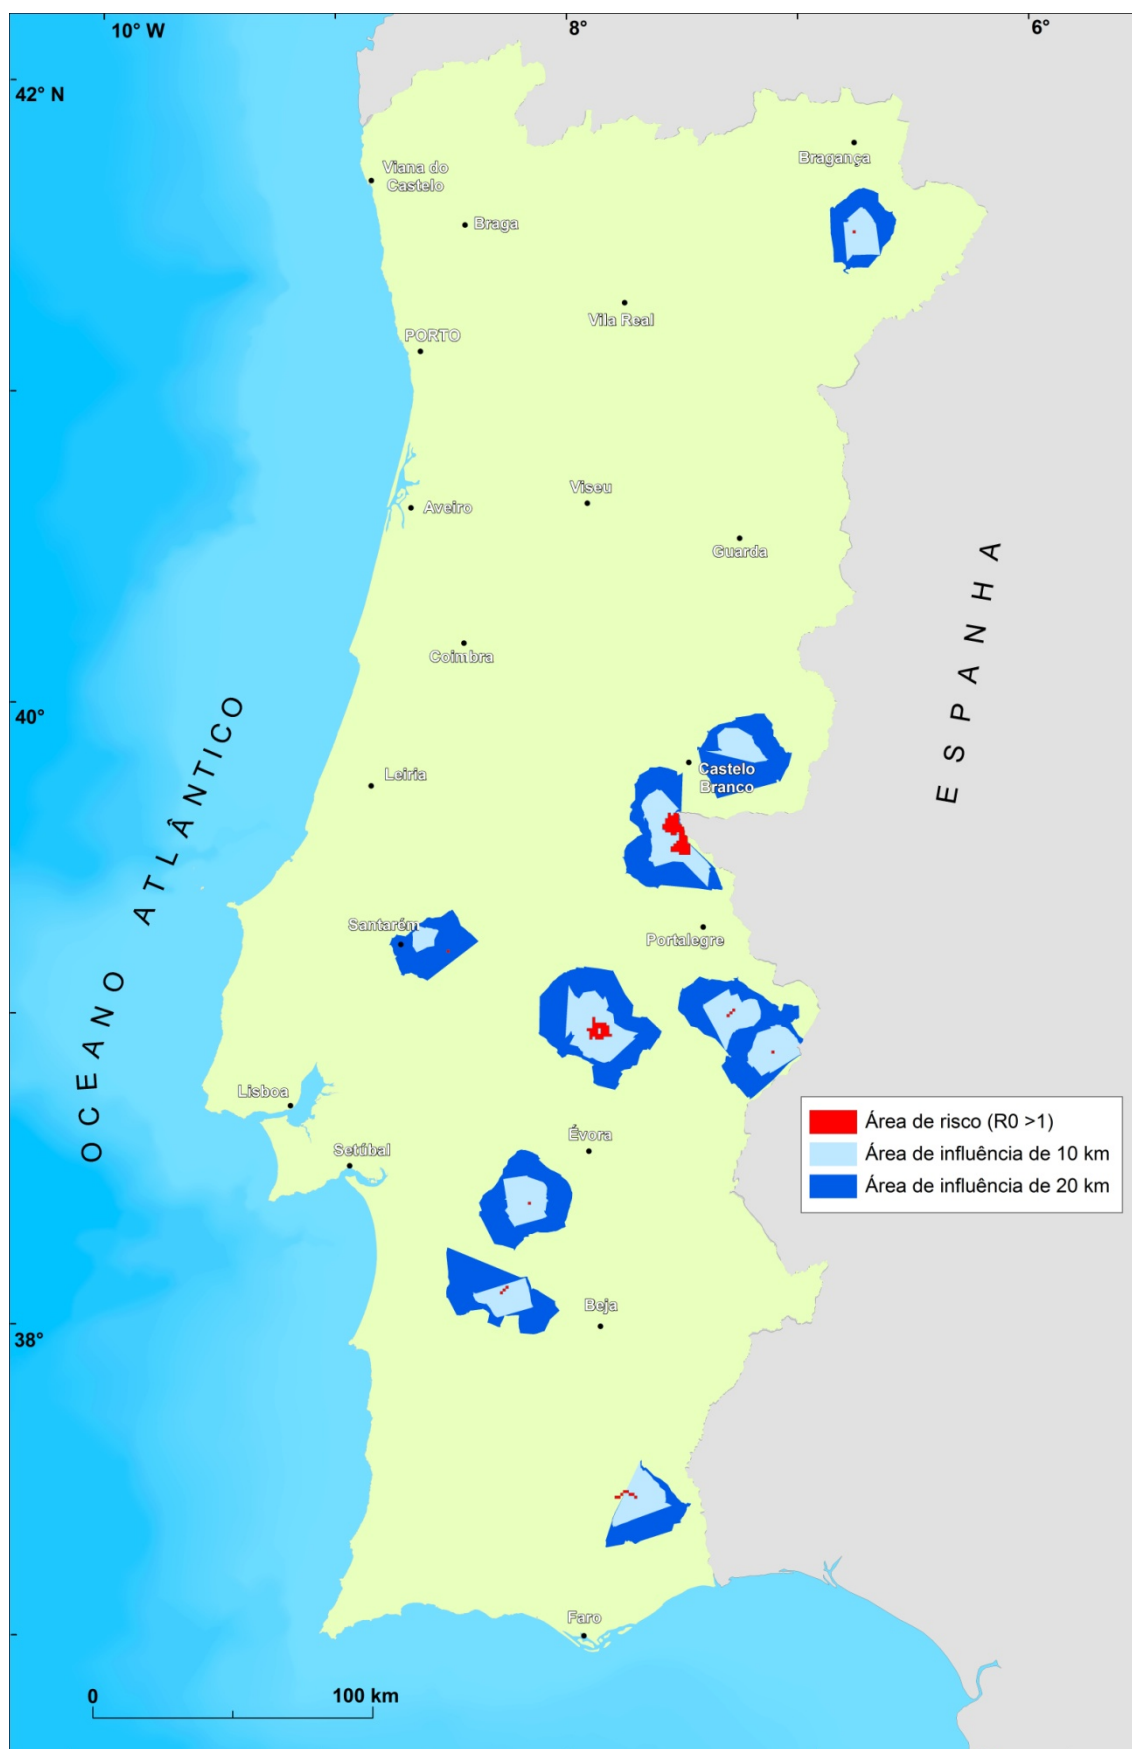 10° W
8°
6°
42° N
Bragança
Viana do
Castelo
Braga
Vila Real
PORTO
Viseu
Aveiro
Guarda
Coimbra
ESPANHA
40°
OCEANO ATLÂNTICO
Leiria
Castelo
Branco
Santarém
Portalegre
Lisboa
Área de risco (R0 >1)
Évora
Setúbal
Área de influência de 10 km
Área de influência de 20 km
Beja
38°
Faro
0
100 km